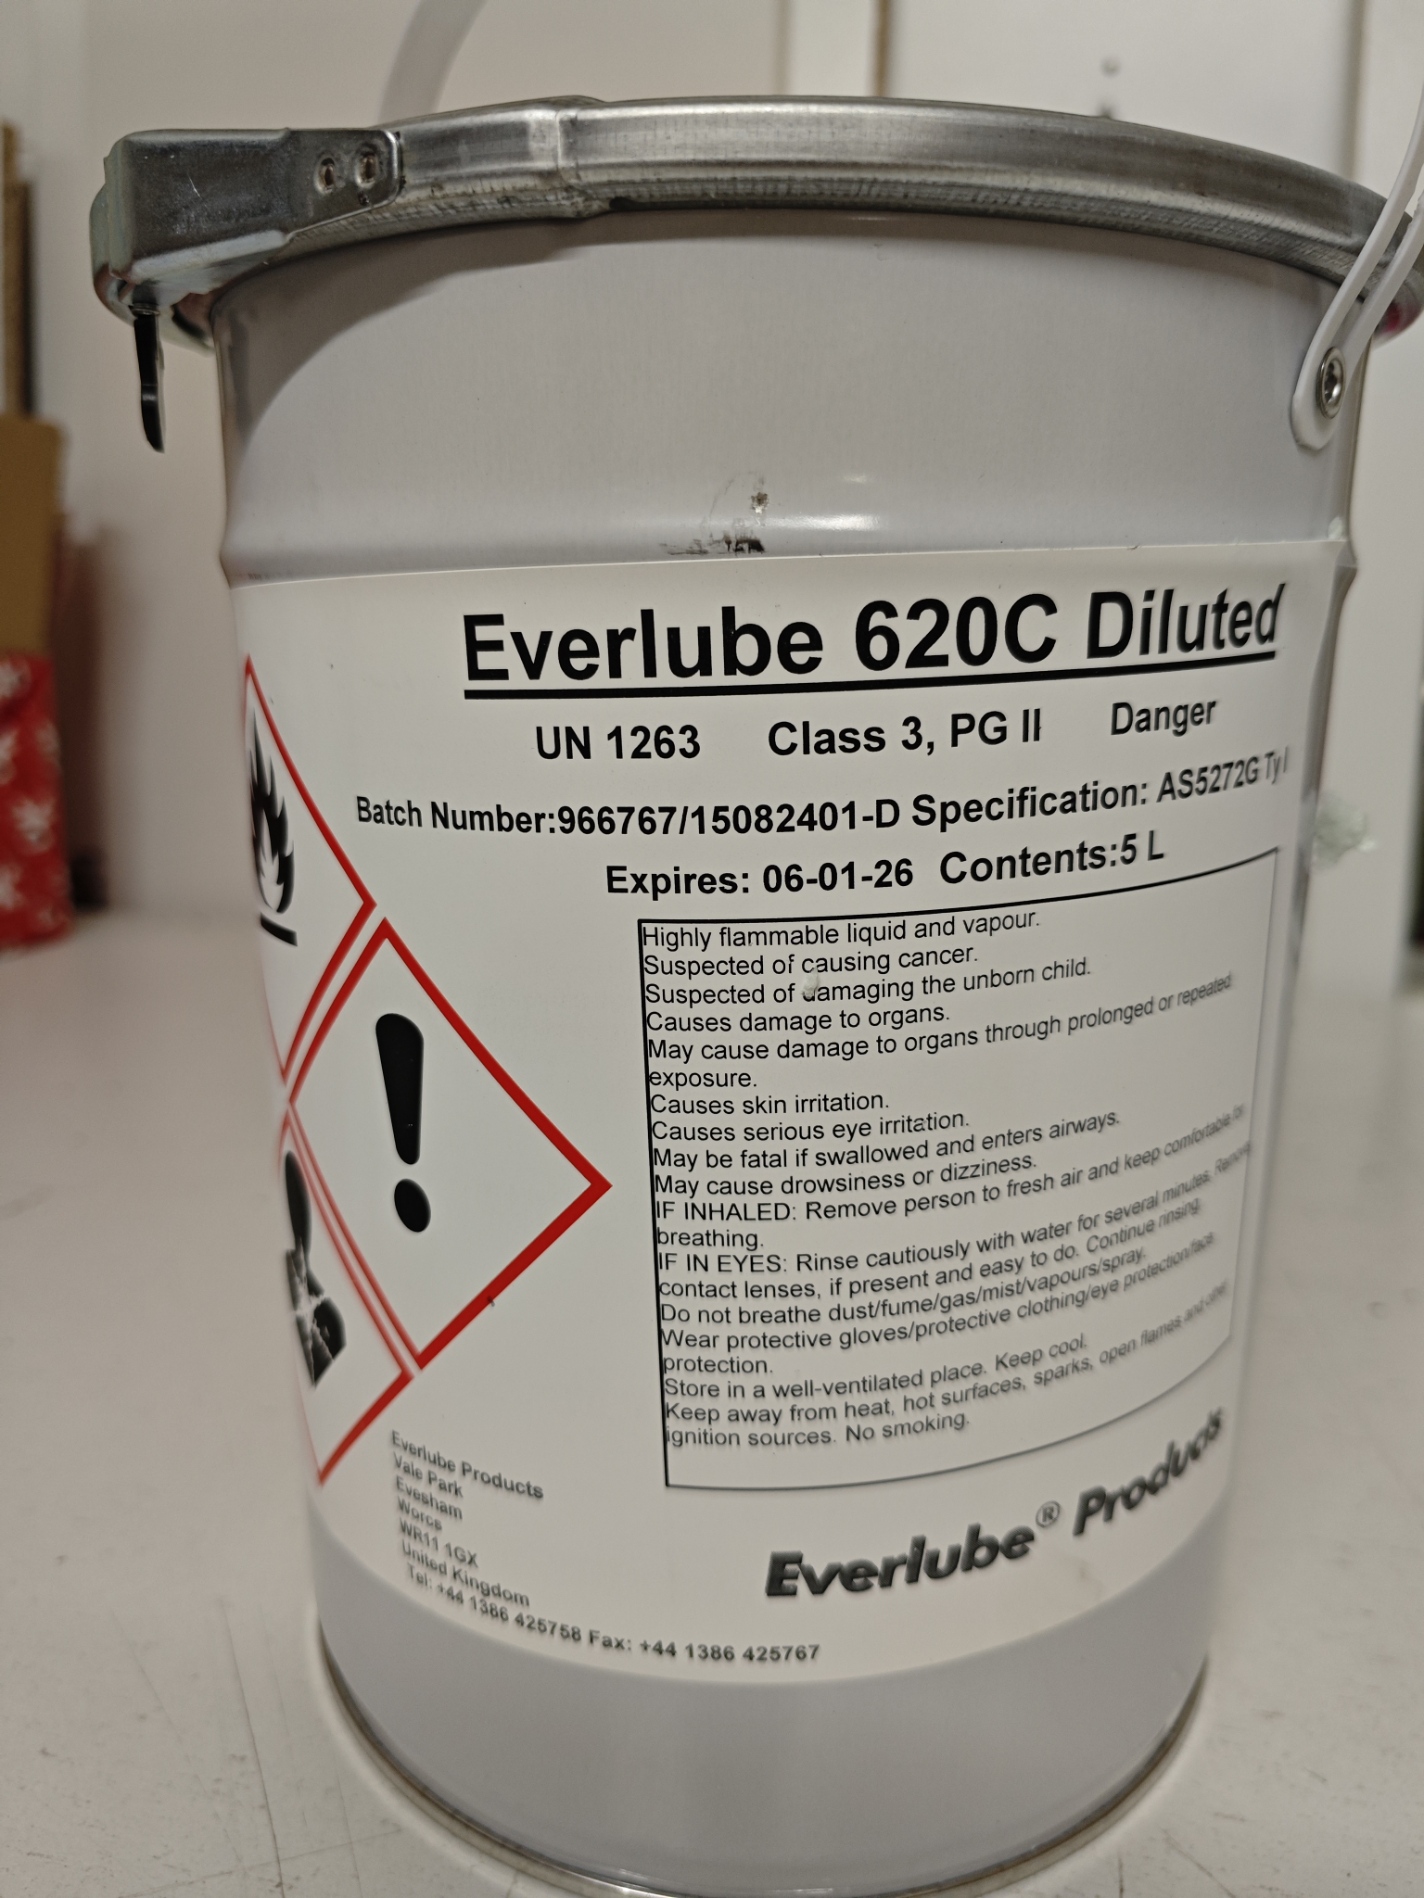 Everlube 620C Diluted
UN 1263 Class 3, PG II Danger
Batch Number:966767/15082401-D Specification: AS5272G Ty I
Expires: 06-01-26 Contents:5 L
Highly flammable liquid and vapour.
Suspected of causing cancer.
Suspected of damaging the unborn child.
Causes damage to organs.
May cause damage to organs through prolonged or repeated
exposure.
Causes skin irritation.
Causes serious eye irritation.
May be fatal if swallowed and enters airways.
May cause drowsiness or dizziness.
IF INHALED: Remove person to fresh air and keep comfortable for
breathing.
IF IN EYES: Rinse cautiously with water for several minutes. Remove
contact lenses, if present and easy to do. Continue rinsing.
Do not breathe dust/fume/gas/mist/vapours/spray.
Wear protective gloves/protective clothing/eye protection/face
protection.
Store in a well-ventilated place. Keep cool.
Keep away from heat, hot surfaces, sparks, open flames and other
ignition sources. No smoking.
Everlube Products
Vale Park
Evesham
Worcs
WR11 1GX
United Kingdom
Tel: +44 1386 425758 Fax: +44 1386 425767
Everlube® Products